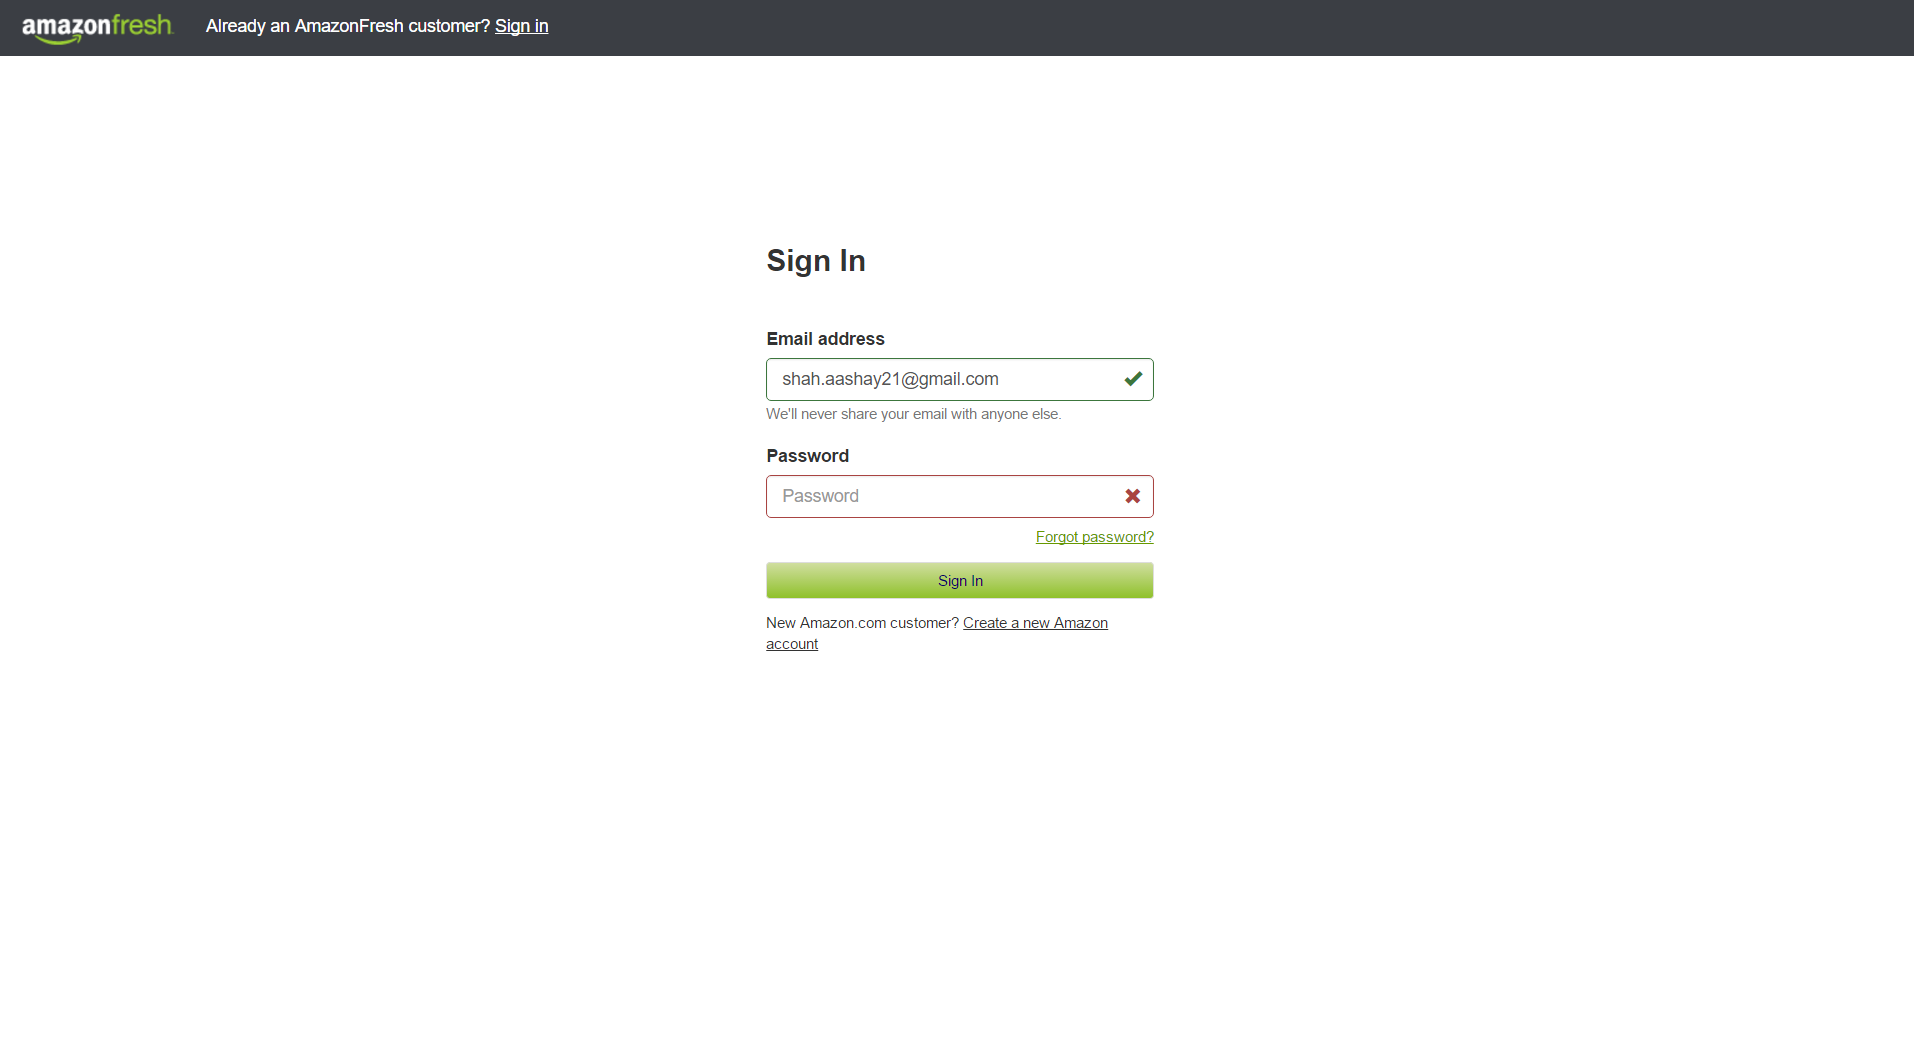 amazonfresh Already an AmazonFresh customer? Sign in
Sign In
Email address
shah.aashay21@gmail.com
We'll never share your email with anyone else.
Password
Password
Forgot password?
Sign In
New Amazon.com customer? Create a new Amazon
account